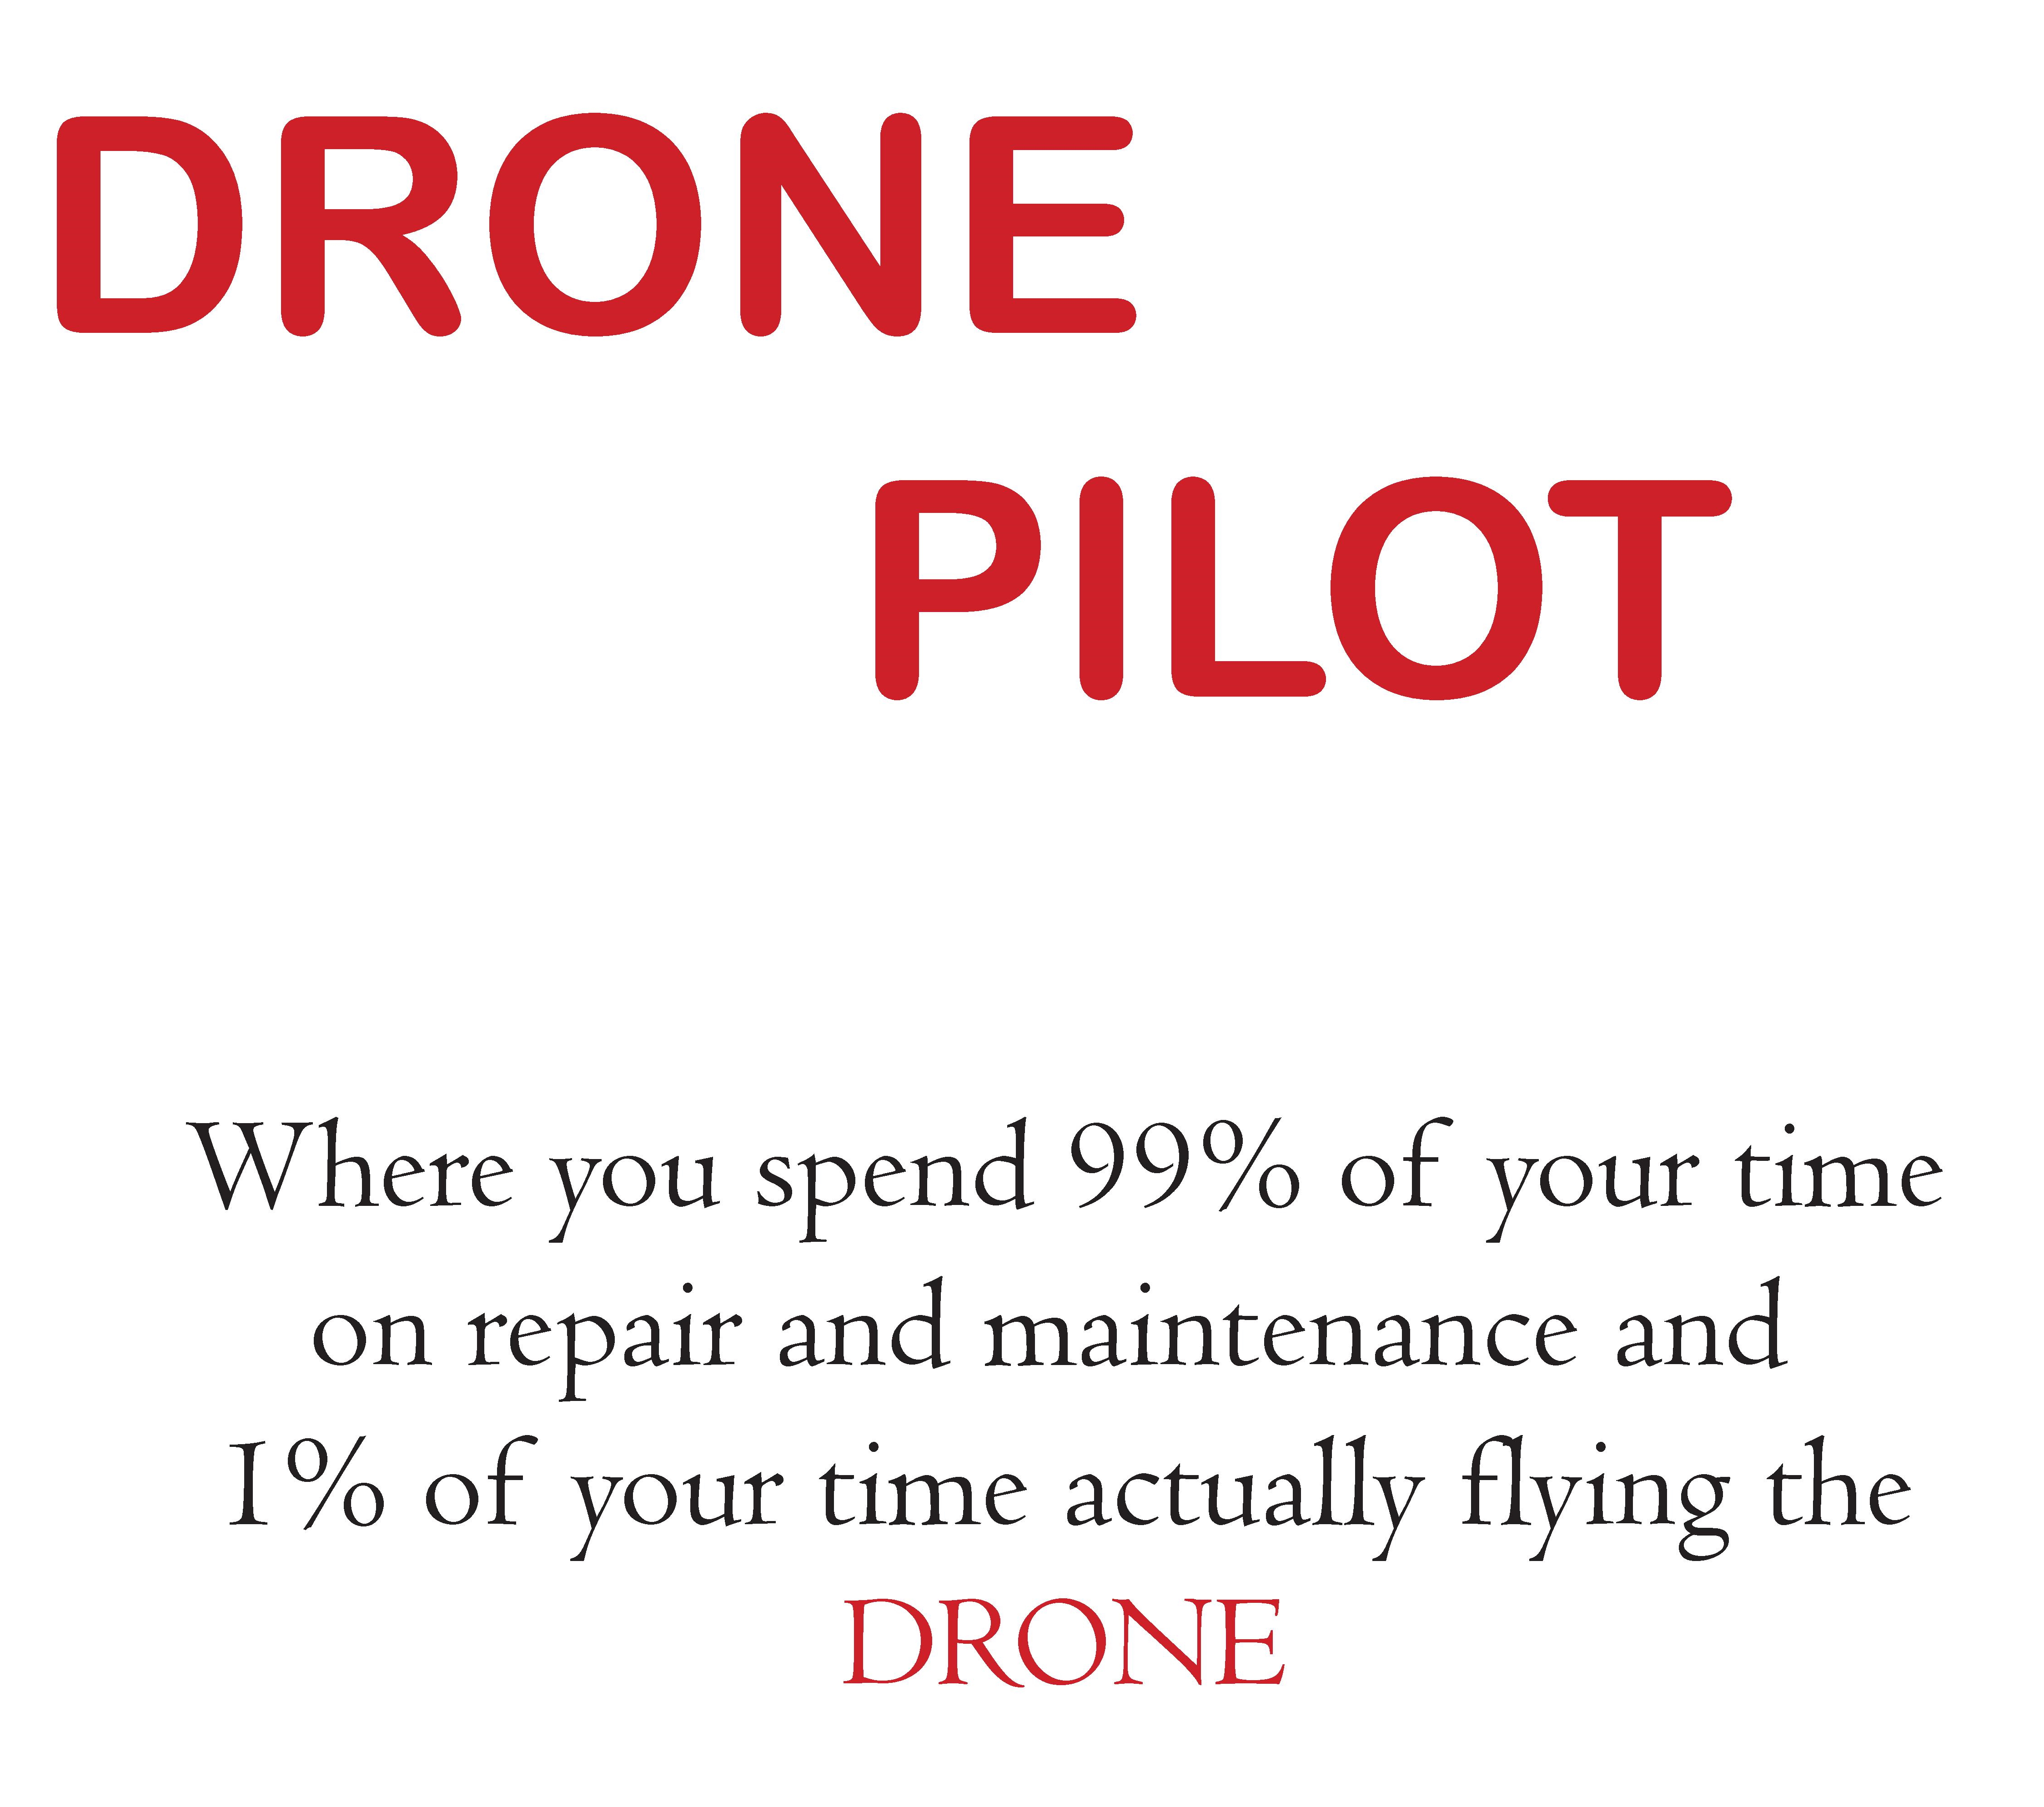 DRONE
PILOT
Where you spend 99% of your time
on repair and maintenance and
1% of your time actually flying the
DRONE